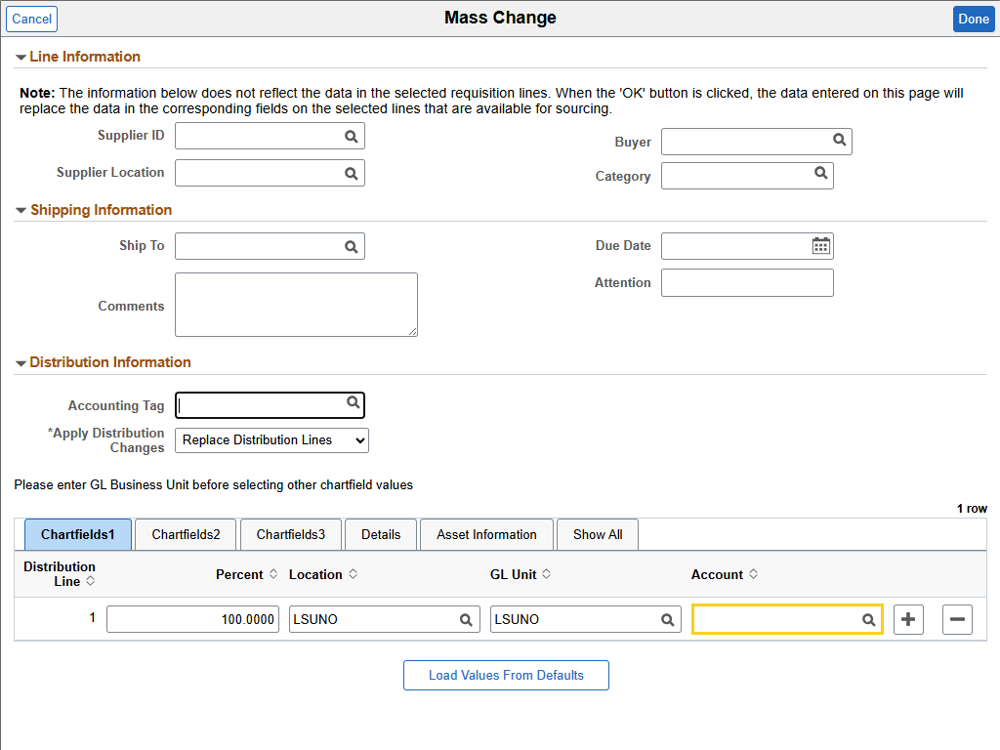 Cancel
Mass Change
Done
Line Information
Note: The information below does not reflect the data in the selected requisition lines. When the 'OK' button is clicked, the data entered on this page will
replace the data in the corresponding fields on the selected lines that are available for sourcing.
Supplier ID
Buyer
Supplier Location
Category
Shipping Information
Ship To
Due Date
Attention
Comments
Distribution Information
Accounting Tag
*Apply Distribution
Changes
Replace Distribution Lines
Please enter GL Business Unit before selecting other chartfield values
1 row
Chartfields1
Chartfields2
Chartfields3
Details
Asset Information
Show All
Distribution
Line
Percent
Location
GL Unit
Account
1
100.0000
LSUNO
LSUNO
Load Values From Defaults